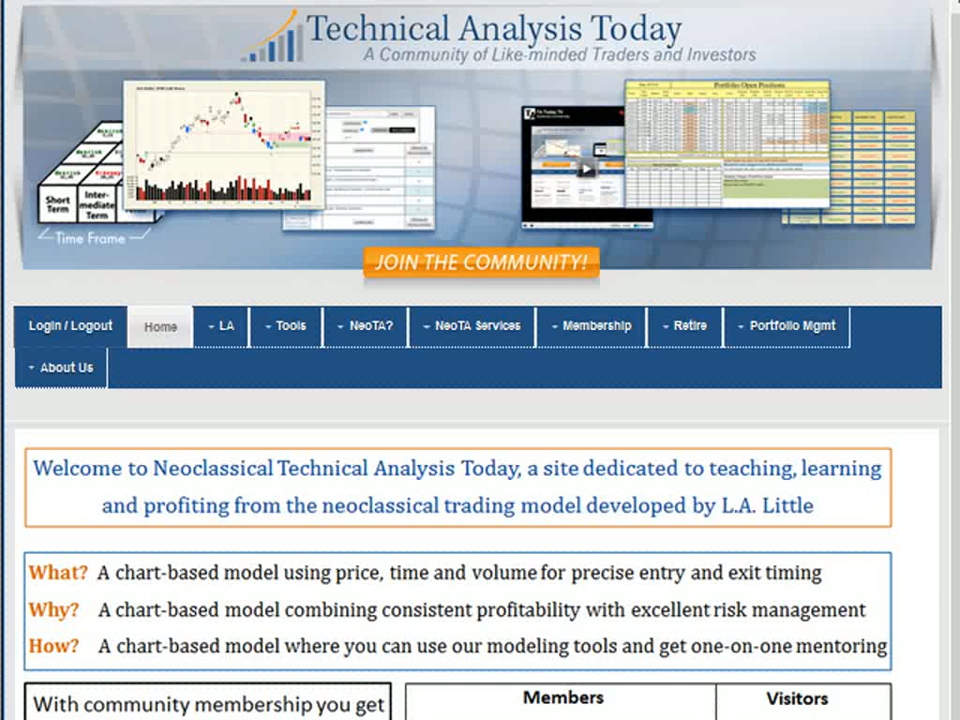 Technical Analysis Today
A Community of Like-minded Traders and Investors
Portfolio Open Positions
Short Term
Inter-mediate Term
Time Frame
JOIN THE COMMUNITY!
Login / Logout
Home
LA
Tools
NeoTA?
NeoTA Services
Membership
Retire
Portfolio Mgmt
About Us
Welcome to Neoclassical Technical Analysis Today, a site dedicated to teaching, learning
and profiting from the neoclassical trading model developed by L.A. Little
What? A chart-based model using price, time and volume for precise entry and exit timing
Why? A chart-based model combining consistent profitability with excellent risk management
How? A chart-based model where you can use our modeling tools and get one-on-one mentoring
With community membership you get
Members
Visitors